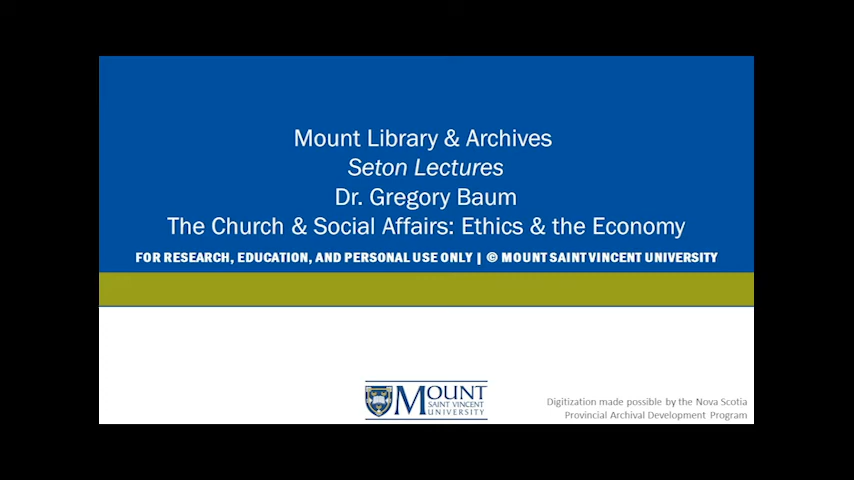 Mount Library & Archives
Seton Lectures
Dr. Gregory Baum
The Church & Social Affairs: Ethics & the Economy
FOR RESEARCH, EDUCATION, AND PERSONAL USE ONLY | © MOUNT SAINT VINCENT UNIVERSITY
MOUNT
SAINT VINCENT
UNIVERSITY
Digitization made possible by the Nova Scotia
Provincial Archival Development Program